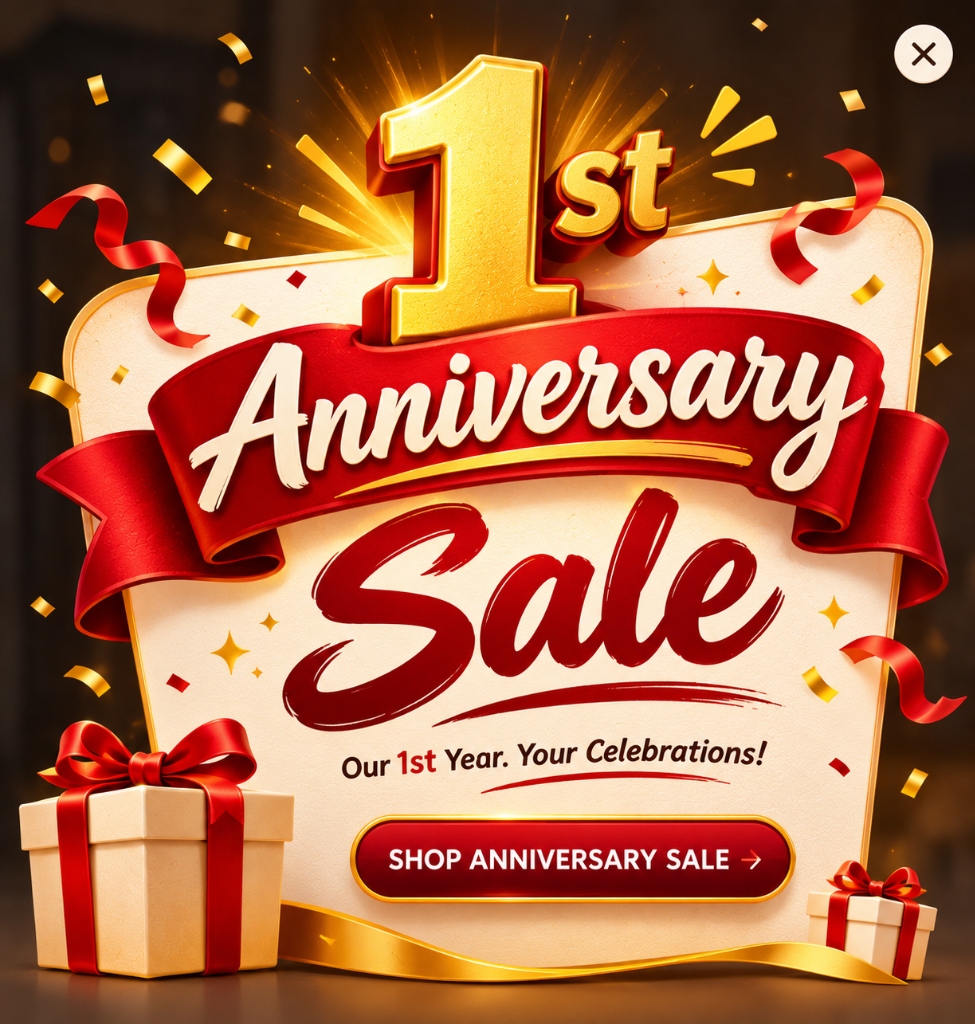 1st
Anniversary
Sale
Our 1st Year. Your Celebrations!
SHOP ANNIVERSARY SALE →